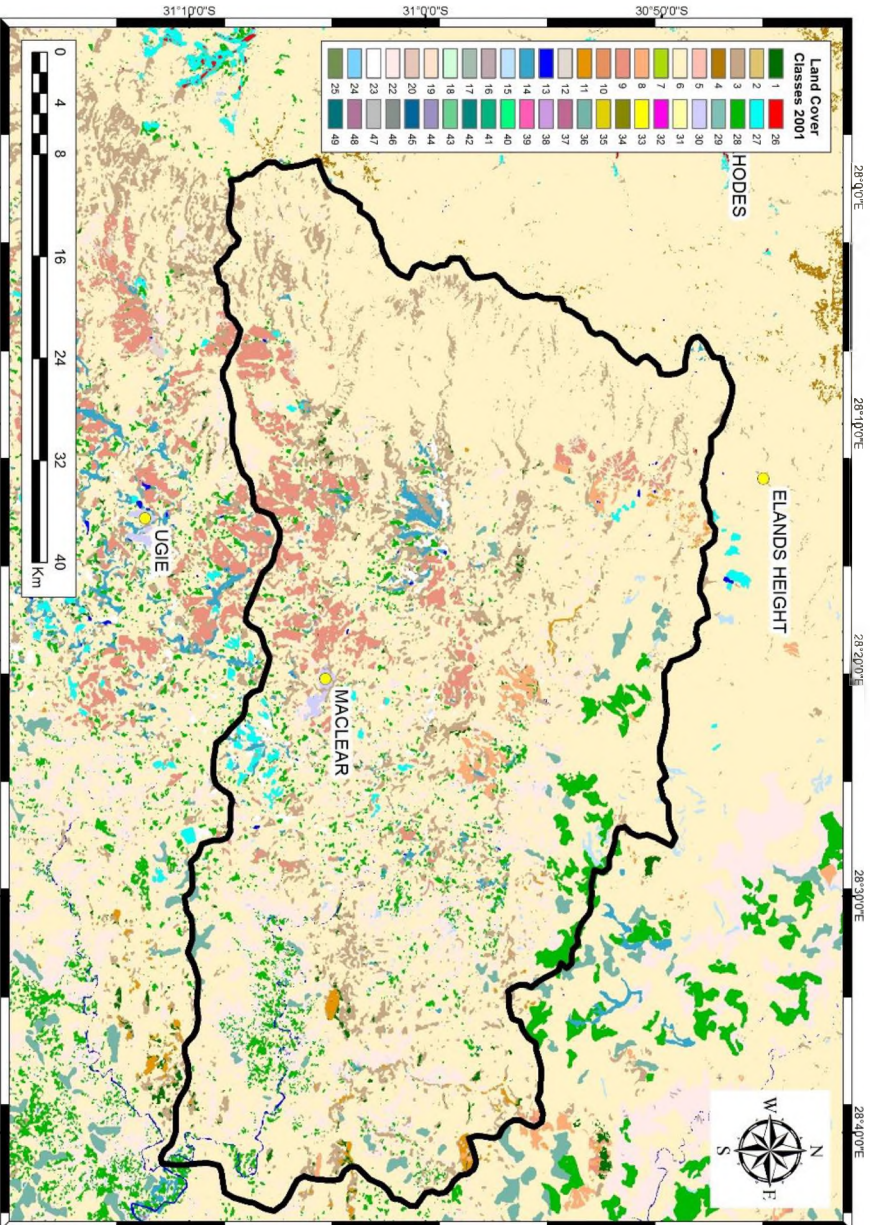 28°0'0"E
28°10'0"E
28°20'0"E
28°30'0"E
28°40'0"E
N
W E
S
ELANDS HEIGHT
HODES
30°50'0"S
31°0'0"S
31°10'0"S
Land Cover
Classes 2001
1 26
2 27
3 28
4 29
5 30
6 31
7 32
8 33
9 34
10 35
11 36
12 37
13 38
14 39
15 40
16 41
17 42
18 43
19 44
20 45
22 46
23 47
24 48
25 49
MACLEAR
UGIE
0 4 8 16 24 32 40
Km